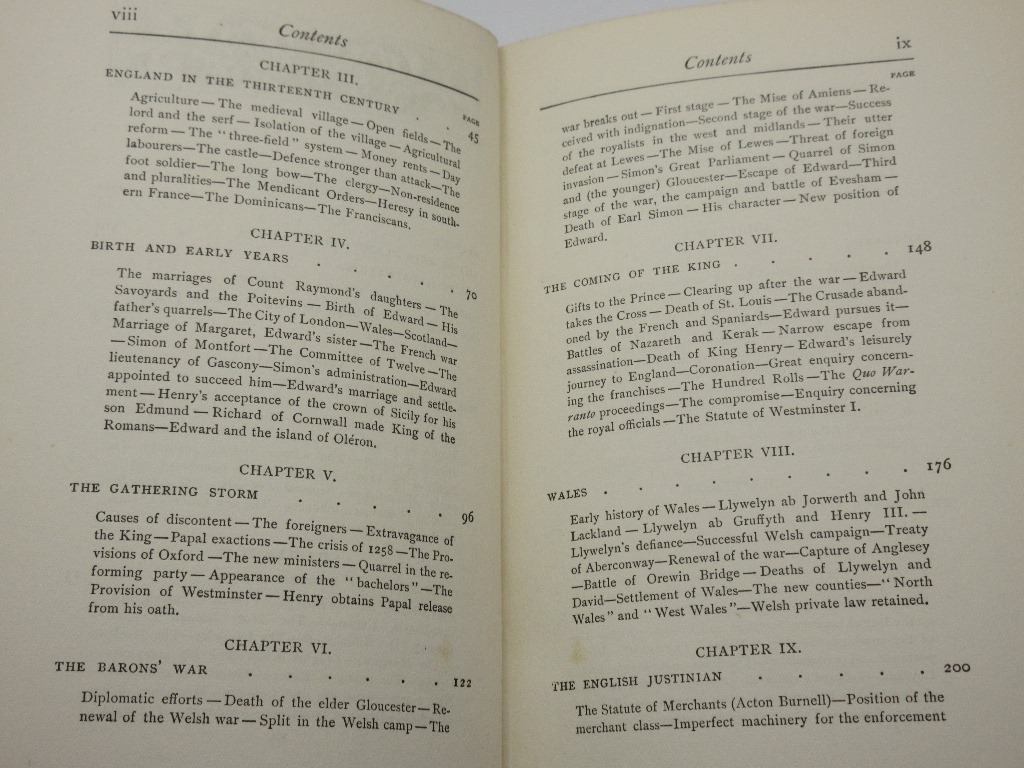 viii
Contents
CHAPTER III.
PAGE
ENGLAND IN THE THIRTEENTH CENTURY . . 45
Agriculture — The medieval village — Open fields — The
lord and the serf — Isolation of the village — Agricultural
reform — The "three-field" system — Money rents — Day
labourers—The castle—Defence stronger than attack—The
foot soldier—The long bow—The clergy—Non-residence
and pluralities—The Mendicant Orders—Heresy in south-
ern France—The Dominicans—The Franciscans.
CHAPTER IV.
BIRTH AND EARLY YEARS . . . . . 70
The marriages of Count Raymond's daughters — The
Savoyards and the Poitevins — Birth of Edward — His
father's quarrels—The City of London—Wales—Scotland—
Marriage of Margaret, Edward's sister—The French war
—Simon of Montfort—The Committee of Twelve—The
lieutenancy of Gascony—Simon's administration—Edward
appointed to succeed him—Edward's marriage and settle-
ment—Henry's acceptance of the crown of Sicily for his
son Edmund — Richard of Cornwall made King of the
Romans—Edward and the island of Oléron.
CHAPTER V.
THE GATHERING STORM . . . . . 96
Causes of discontent — The foreigners — Extravagance of
the King—Papal exactions—The crisis of 1258—The Pro-
visions of Oxford—The new ministers—Quarrel in the re-
forming party — Appearance of the "bachelors"—The
Provision of Westminster — Henry obtains Papal release
from his oath.
CHAPTER VI.
THE BARONS' WAR . . . . . . 122
Diplomatic efforts — Death of the elder Gloucester—Re-
newal of the Welsh war—Split in the Welsh camp—The
Contents
ix
PAGE
war breaks out — First stage — The Mise of Amiens — Re-
ceived with indignation—Second stage of the war—Success
of the royalists in the west and midlands — Their utter
defeat at Lewes—The Mise of Lewes—Threat of foreign
invasion — Simon's Great Parliament — Quarrel of Simon
and (the younger) Gloucester—Escape of Edward—Third
stage of the war, the campaign and battle of Evesham —
Death of Earl Simon — His character — New position of
Edward.
CHAPTER VII.
THE COMING OF THE KING . . . . . 148
Gifts to the Prince — Clearing up after the war — Edward
takes the Cross — Death of St. Louis—The Crusade aband-
oned by the French and Spaniards—Edward pursues it—
Battles of Nazareth and Kerak — Narrow escape from
assassination—Death of King Henry— Edward's leisurely
journey to England—Coronation—Great enquiry concern-
ing the franchises — The Hundred Rolls — The Quo War-
ranto proceedings—The compromise—Enquiry concerning
the royal officials —The Statute of Westminster I.
CHAPTER VIII.
WALES . . . . . . . . . 176
Early history of Wales — Llywelyn ab Jorwerth and John
Lackland — Llywelyn ab Gruffyth and Henry III. —
Llywelyn's defiance—Successful Welsh campaign—Treaty
of Aberconway—Renewal of the war—Capture of Anglesey
—Battle of Orewin Bridge—Deaths of Llywelyn and
David—Settlement of Wales—The new counties—"North
Wales" and "West Wales"—Welsh private law retained.
CHAPTER IX.
THE ENGLISH JUSTINIAN . . . . . 200
The Statute of Merchants (Acton Burnell)—Position of the
merchant class—Imperfect machinery for the enforcement